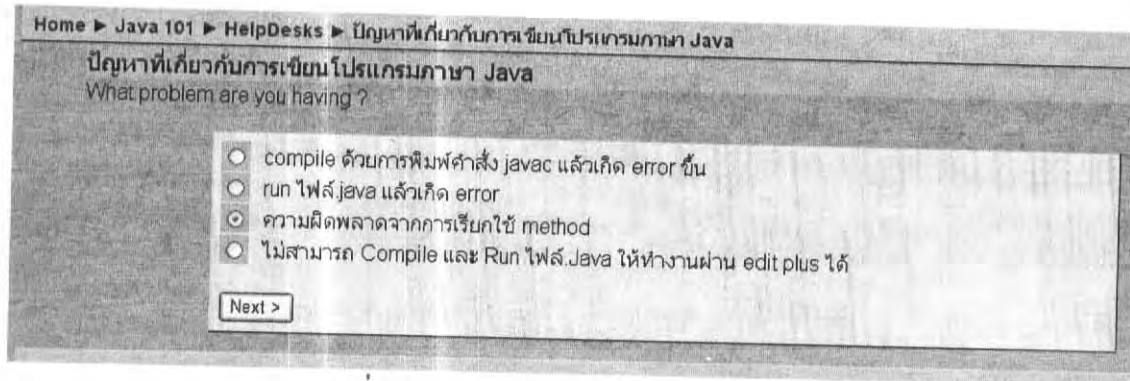 Home ► Java 101 ► HelpDesks ► ปัญหาที่เกี่ยวกับการเขียนโปรแกรมภาษา Java
ปัญหาที่เกี่ยวกับการเขียนโปรแกรมภาษา Java
What problem are you having ?
compile ด้วยการพิมพ์คำสั่ง javac แล้วเกิด error ขึ้น
run ไฟล์.java แล้วเกิด error
ความผิดพลาดจากการเรียกใช้ method
ไม่สามารถ Compile และ Run ไฟล์.Java ให้ทำงานผ่าน edit plus ได้
Next >